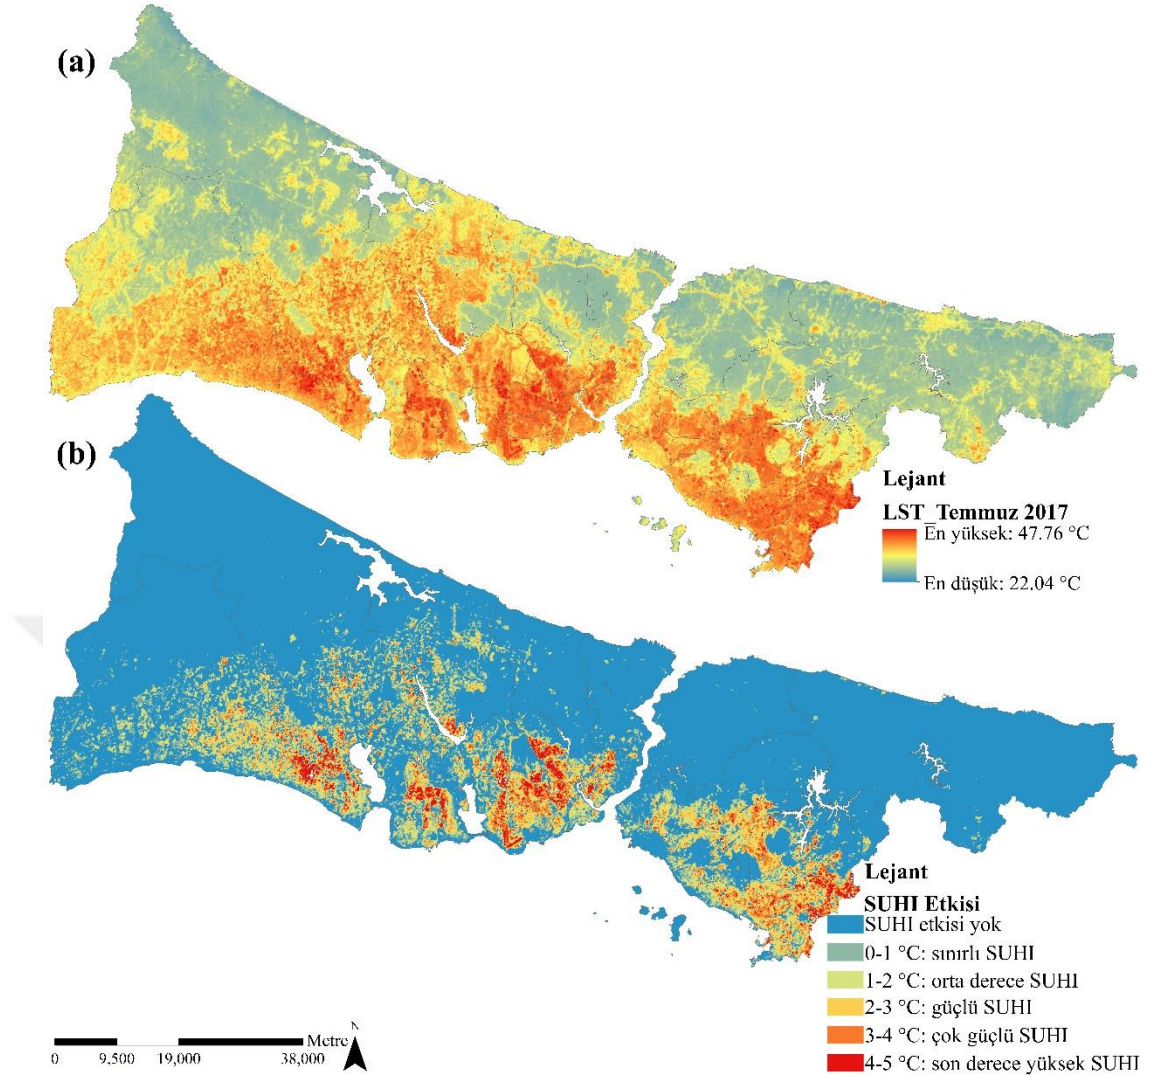 (a)
Lejant
LST_Temmuz 2017
En yüksek: 47.76 °C
En düşük: 22.04 °C
(b)
Lejant
SUHI Etkisi
SUHI etkisi yok
0-1 °C: sınırlı SUHI
1-2 °C: orta derece SUHI
2-3 °C: güçlü SUHI
3-4 °C: çok güçlü SUHI
4-5 °C: son derece yüksek SUHI
N
Metre
0 9,500 19,000 38,000